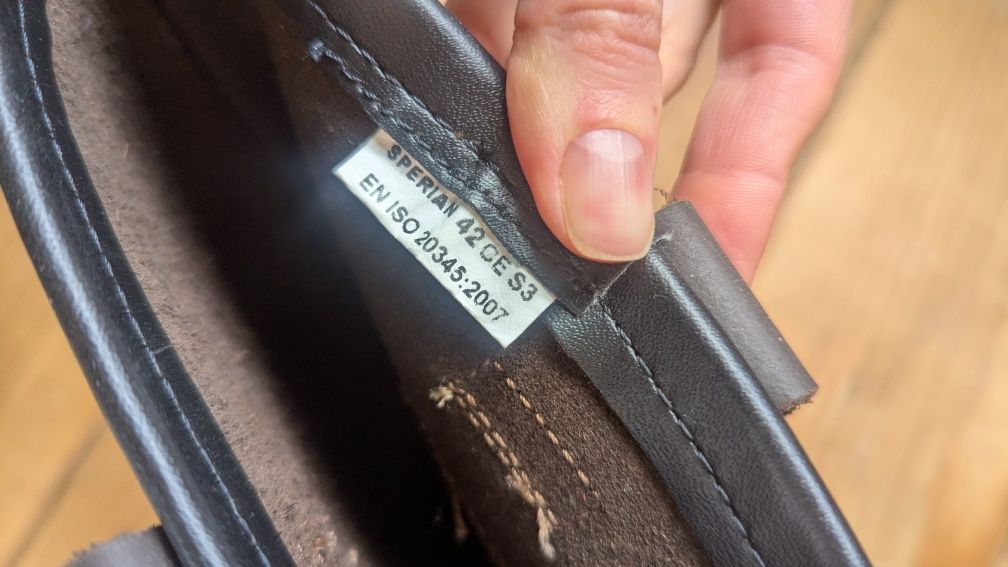 SPERIAN 42 CE S3
EN ISO 20345:2007